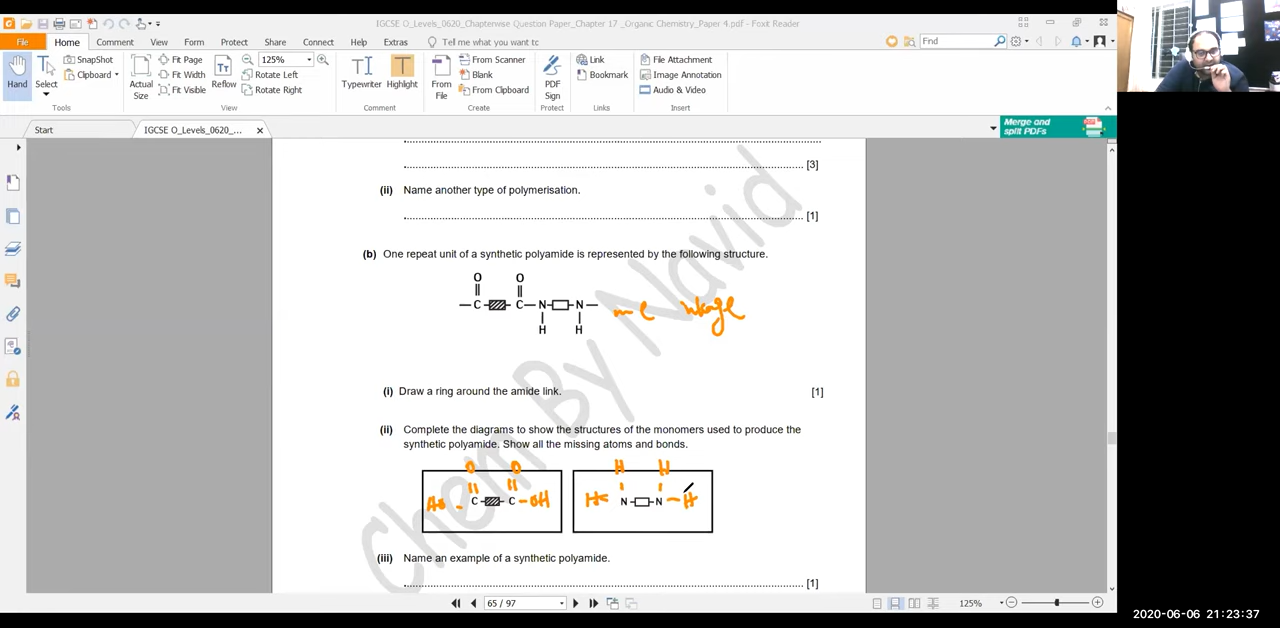 IGCSE O_Levels_0620_Chapterwise Queston Paper_Chapter 17 _Organic Chemistry_Paper 4.pdf - Foxit Reader
File Home Comment View Form Protect Share Connect Help Extras Tell me what you want tc Find
Hand Select SnapShot Clipboard Actual Size Fit Page Fit Width Fit Visible Reflow 125% Rotate Left Rotate Right Typewriter Highlight From File From Scanner Blank From Clipboard PDF Sign Link Bookmark File Attachment Image Annotation Audio & Video
Tools View Comment Create Protect Links Insert
Start IGCSE O_Levels_0620_... Merge and split PDFs
[3]
(ii) Name another type of polymerisation.
[1]
(b) One repeat unit of a synthetic polyamide is represented by the following structure.
O O
C C N N
H H
(i) Draw a ring around the amide link. [1]
(ii) Complete the diagrams to show the structures of the monomers used to produce the
synthetic polyamide. Show all the missing atoms and bonds.
O O H H
C C OH N N H
(iii) Name an example of a synthetic polyamide.
[1]
Chem By Navid
65 / 97 125%
2020-06-06 21:23:37